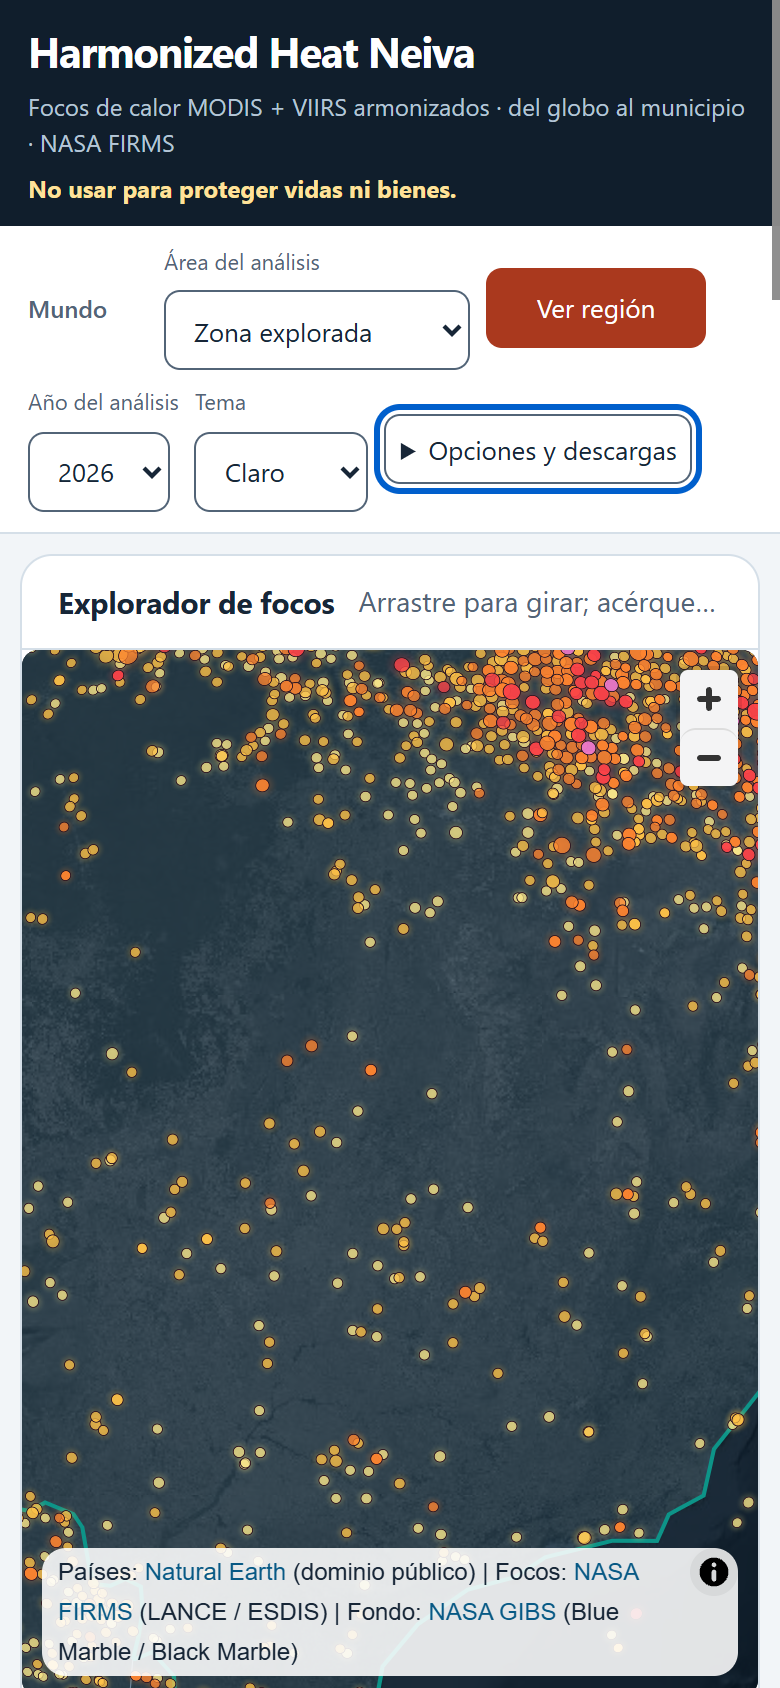 Harmonized Heat Neiva
Focos de calor MODIS + VIIRS armonizados · del globo al municipio
· NASA FIRMS
No usar para proteger vidas ni bienes.
Área del análisis
Mundo
Zona explorada
Ver región
Año del análisis
Tema
2026
Claro
▶ Opciones y descargas
Explorador de focos
Arrastre para girar; acérque...
+
−
Países: Natural Earth (dominio público) | Focos: NASA
FIRMS (LANCE / ESDIS) | Fondo: NASA GIBS (Blue
Marble / Black Marble)